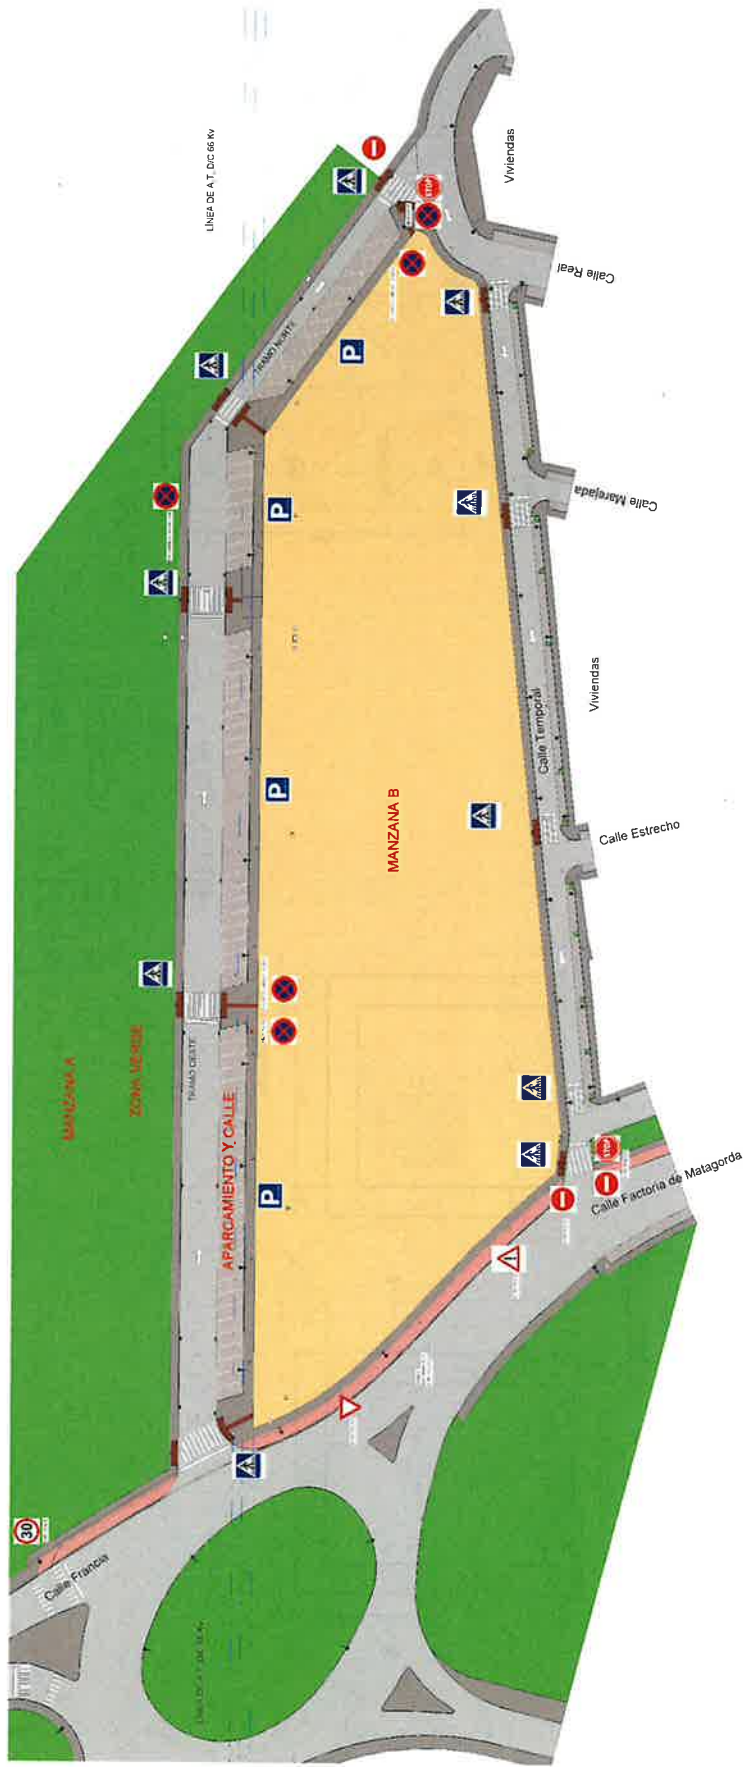 LÍNEA DE A.T. D/C 66 Kv
Viviendas
STOP
Calle Real
TRAMO NORTE
P
Calle Marejada
P
Viviendas
Calle Temporal
P
MANZANA B
Calle Estrecho
MANZANA A
ZONA VERDE
TRAMO OESTE
APARCAMIENTO Y CALLE
P
STOP
Calle Factoria de Matagorda
30
Calle Francia